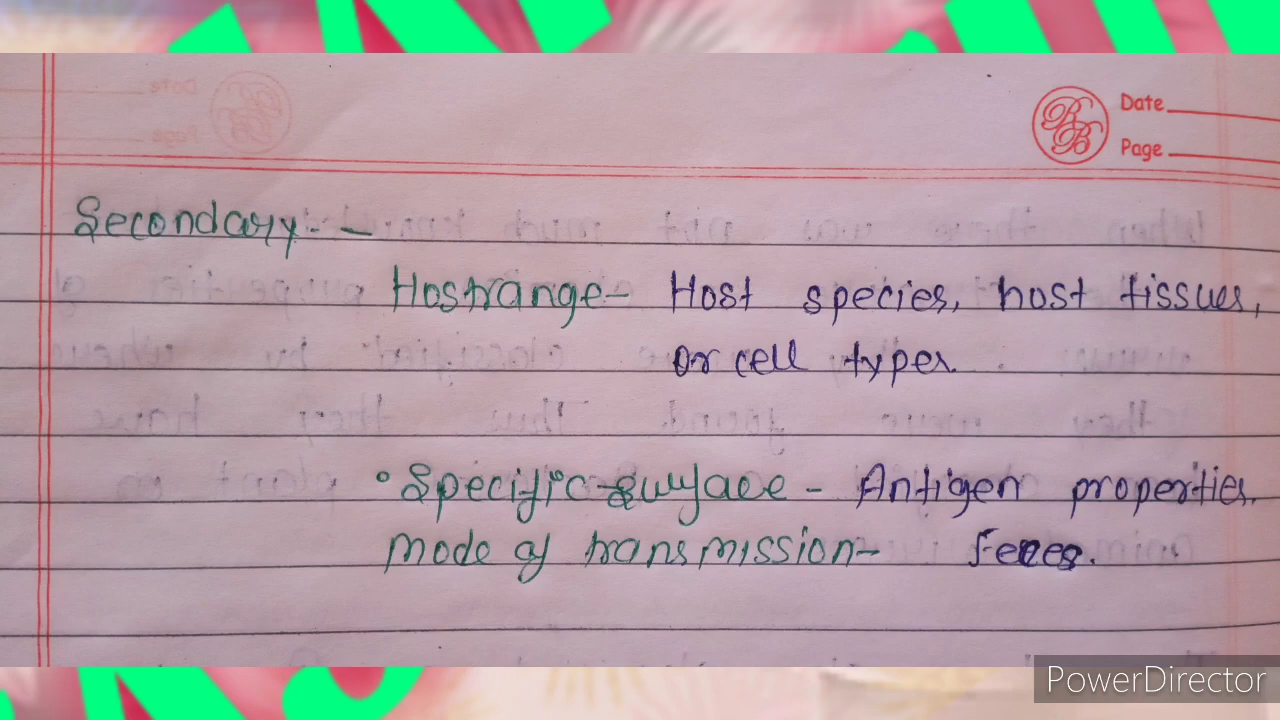 Date
Page
Secondary:-
Hostrange- Host species, host tissues,
or cell types.
• Specific surface - Antigen properties.
Mode of transmission- Feces.
PowerDirector